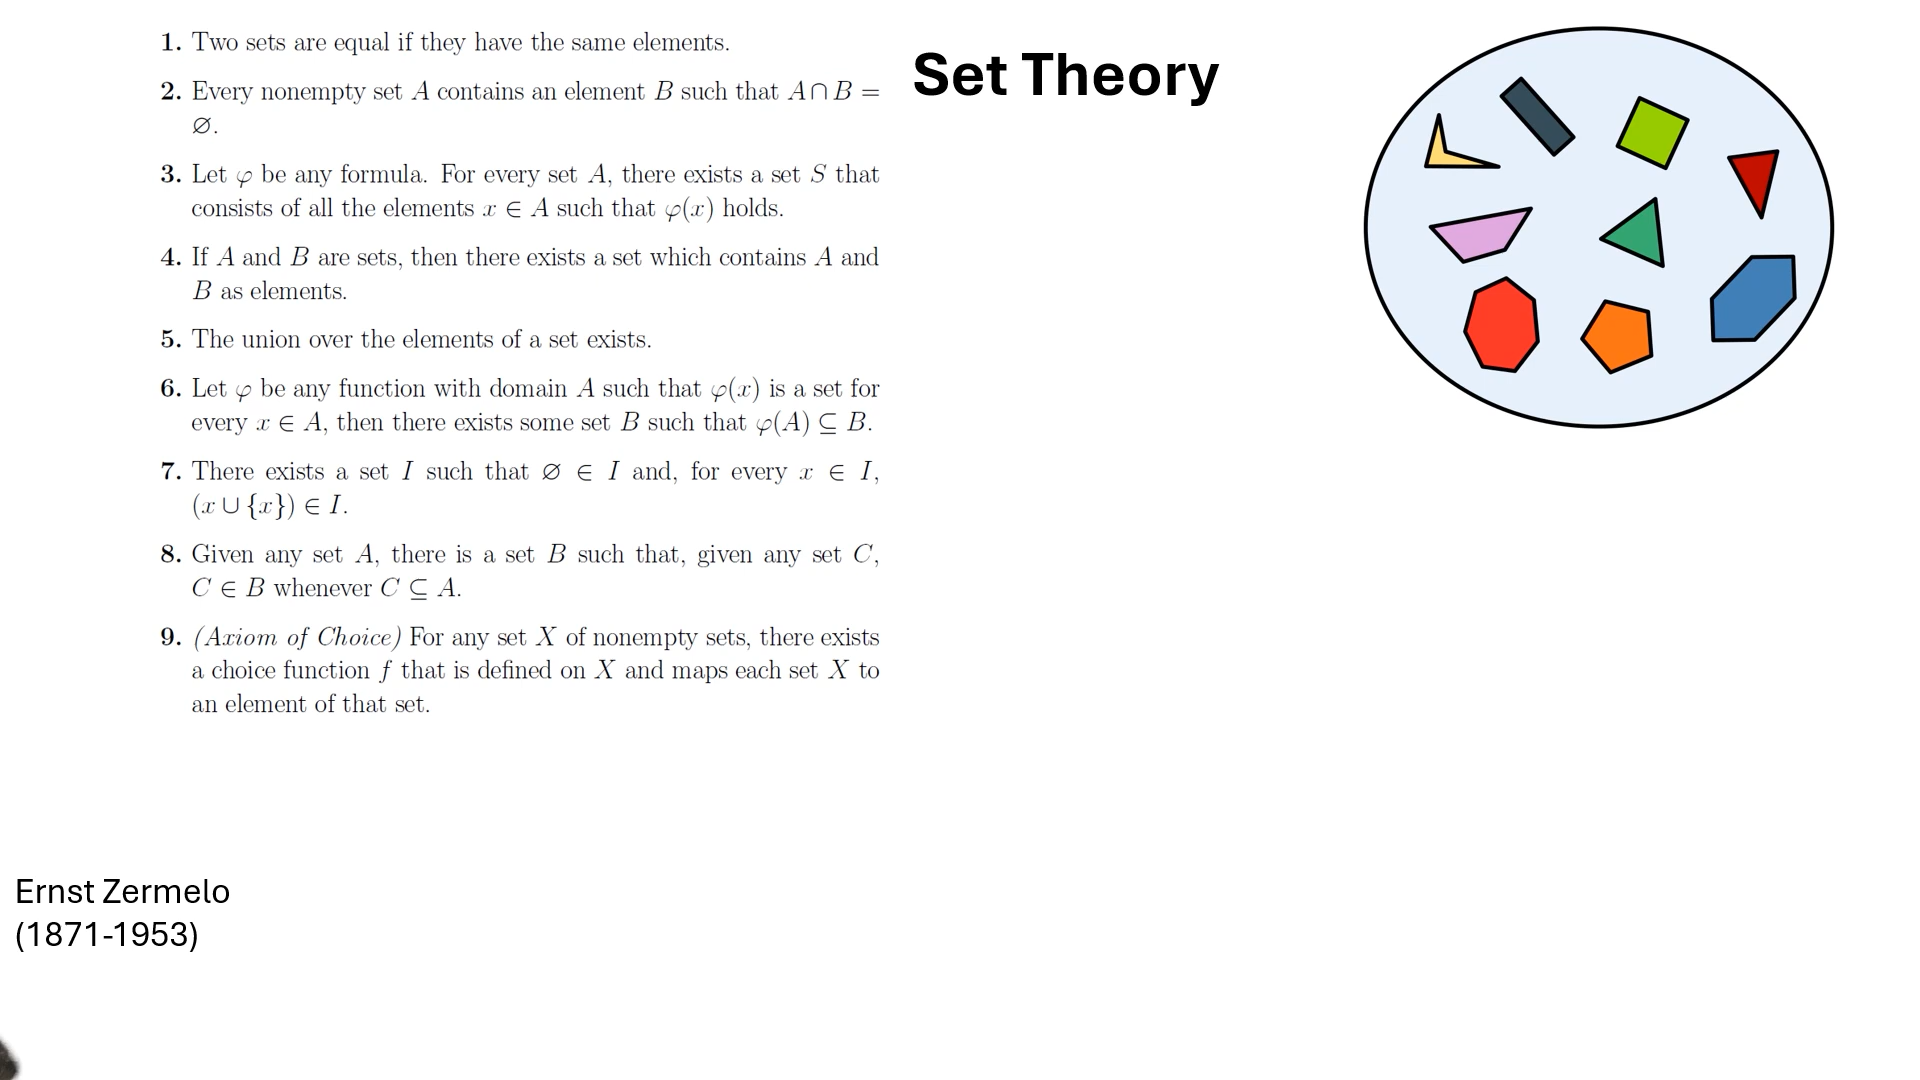 1. Two sets are equal if they have the same elements.
2. Every nonempty set A contains an element B such that A∩B =
∅.
3. Let φ be any formula. For every set A, there exists a set S that
consists of all the elements x ∈ A such that φ(x) holds.
4. If A and B are sets, then there exists a set which contains A and
B as elements.
5. The union over the elements of a set exists.
6. Let φ be any function with domain A such that φ(x) is a set for
every x ∈ A, then there exists some set B such that φ(A) ⊆ B.
7. There exists a set I such that ∅ ∈ I and, for every x ∈ I,
(x ∪ {x}) ∈ I.
8. Given any set A, there is a set B such that, given any set C,
C ∈ B whenever C ⊆ A.
9. (Axiom of Choice) For any set X of nonempty sets, there exists
a choice function f that is defined on X and maps each set X to
an element of that set.
Set Theory
Ernst Zermelo
(1871-1953)